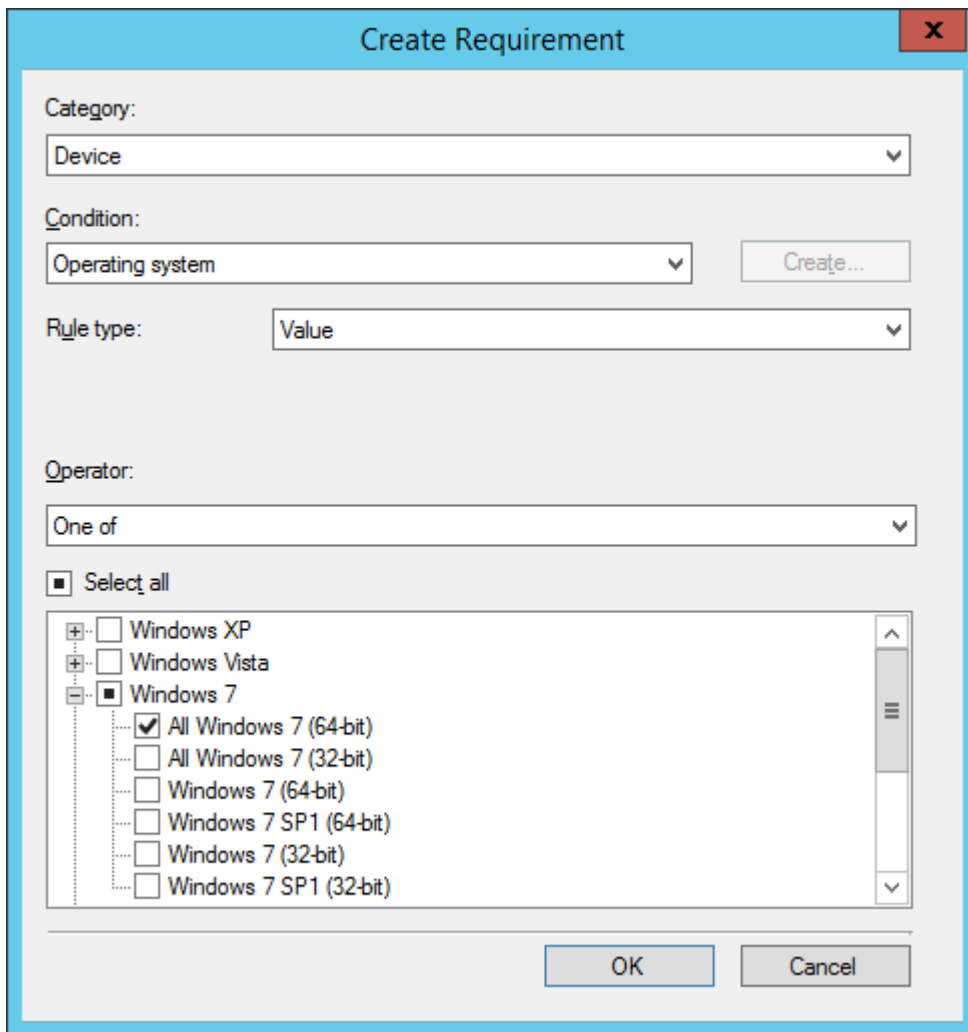 Create Requirement
x
Category:
Device
Condition:
Operating system
Create...
Rule type:
Value
Operator:
One of
Select all
Windows XP
Windows Vista
Windows 7
All Windows 7 (64-bit)
All Windows 7 (32-bit)
Windows 7 (64-bit)
Windows 7 SP1 (64-bit)
Windows 7 (32-bit)
Windows 7 SP1 (32-bit)
OK
Cancel